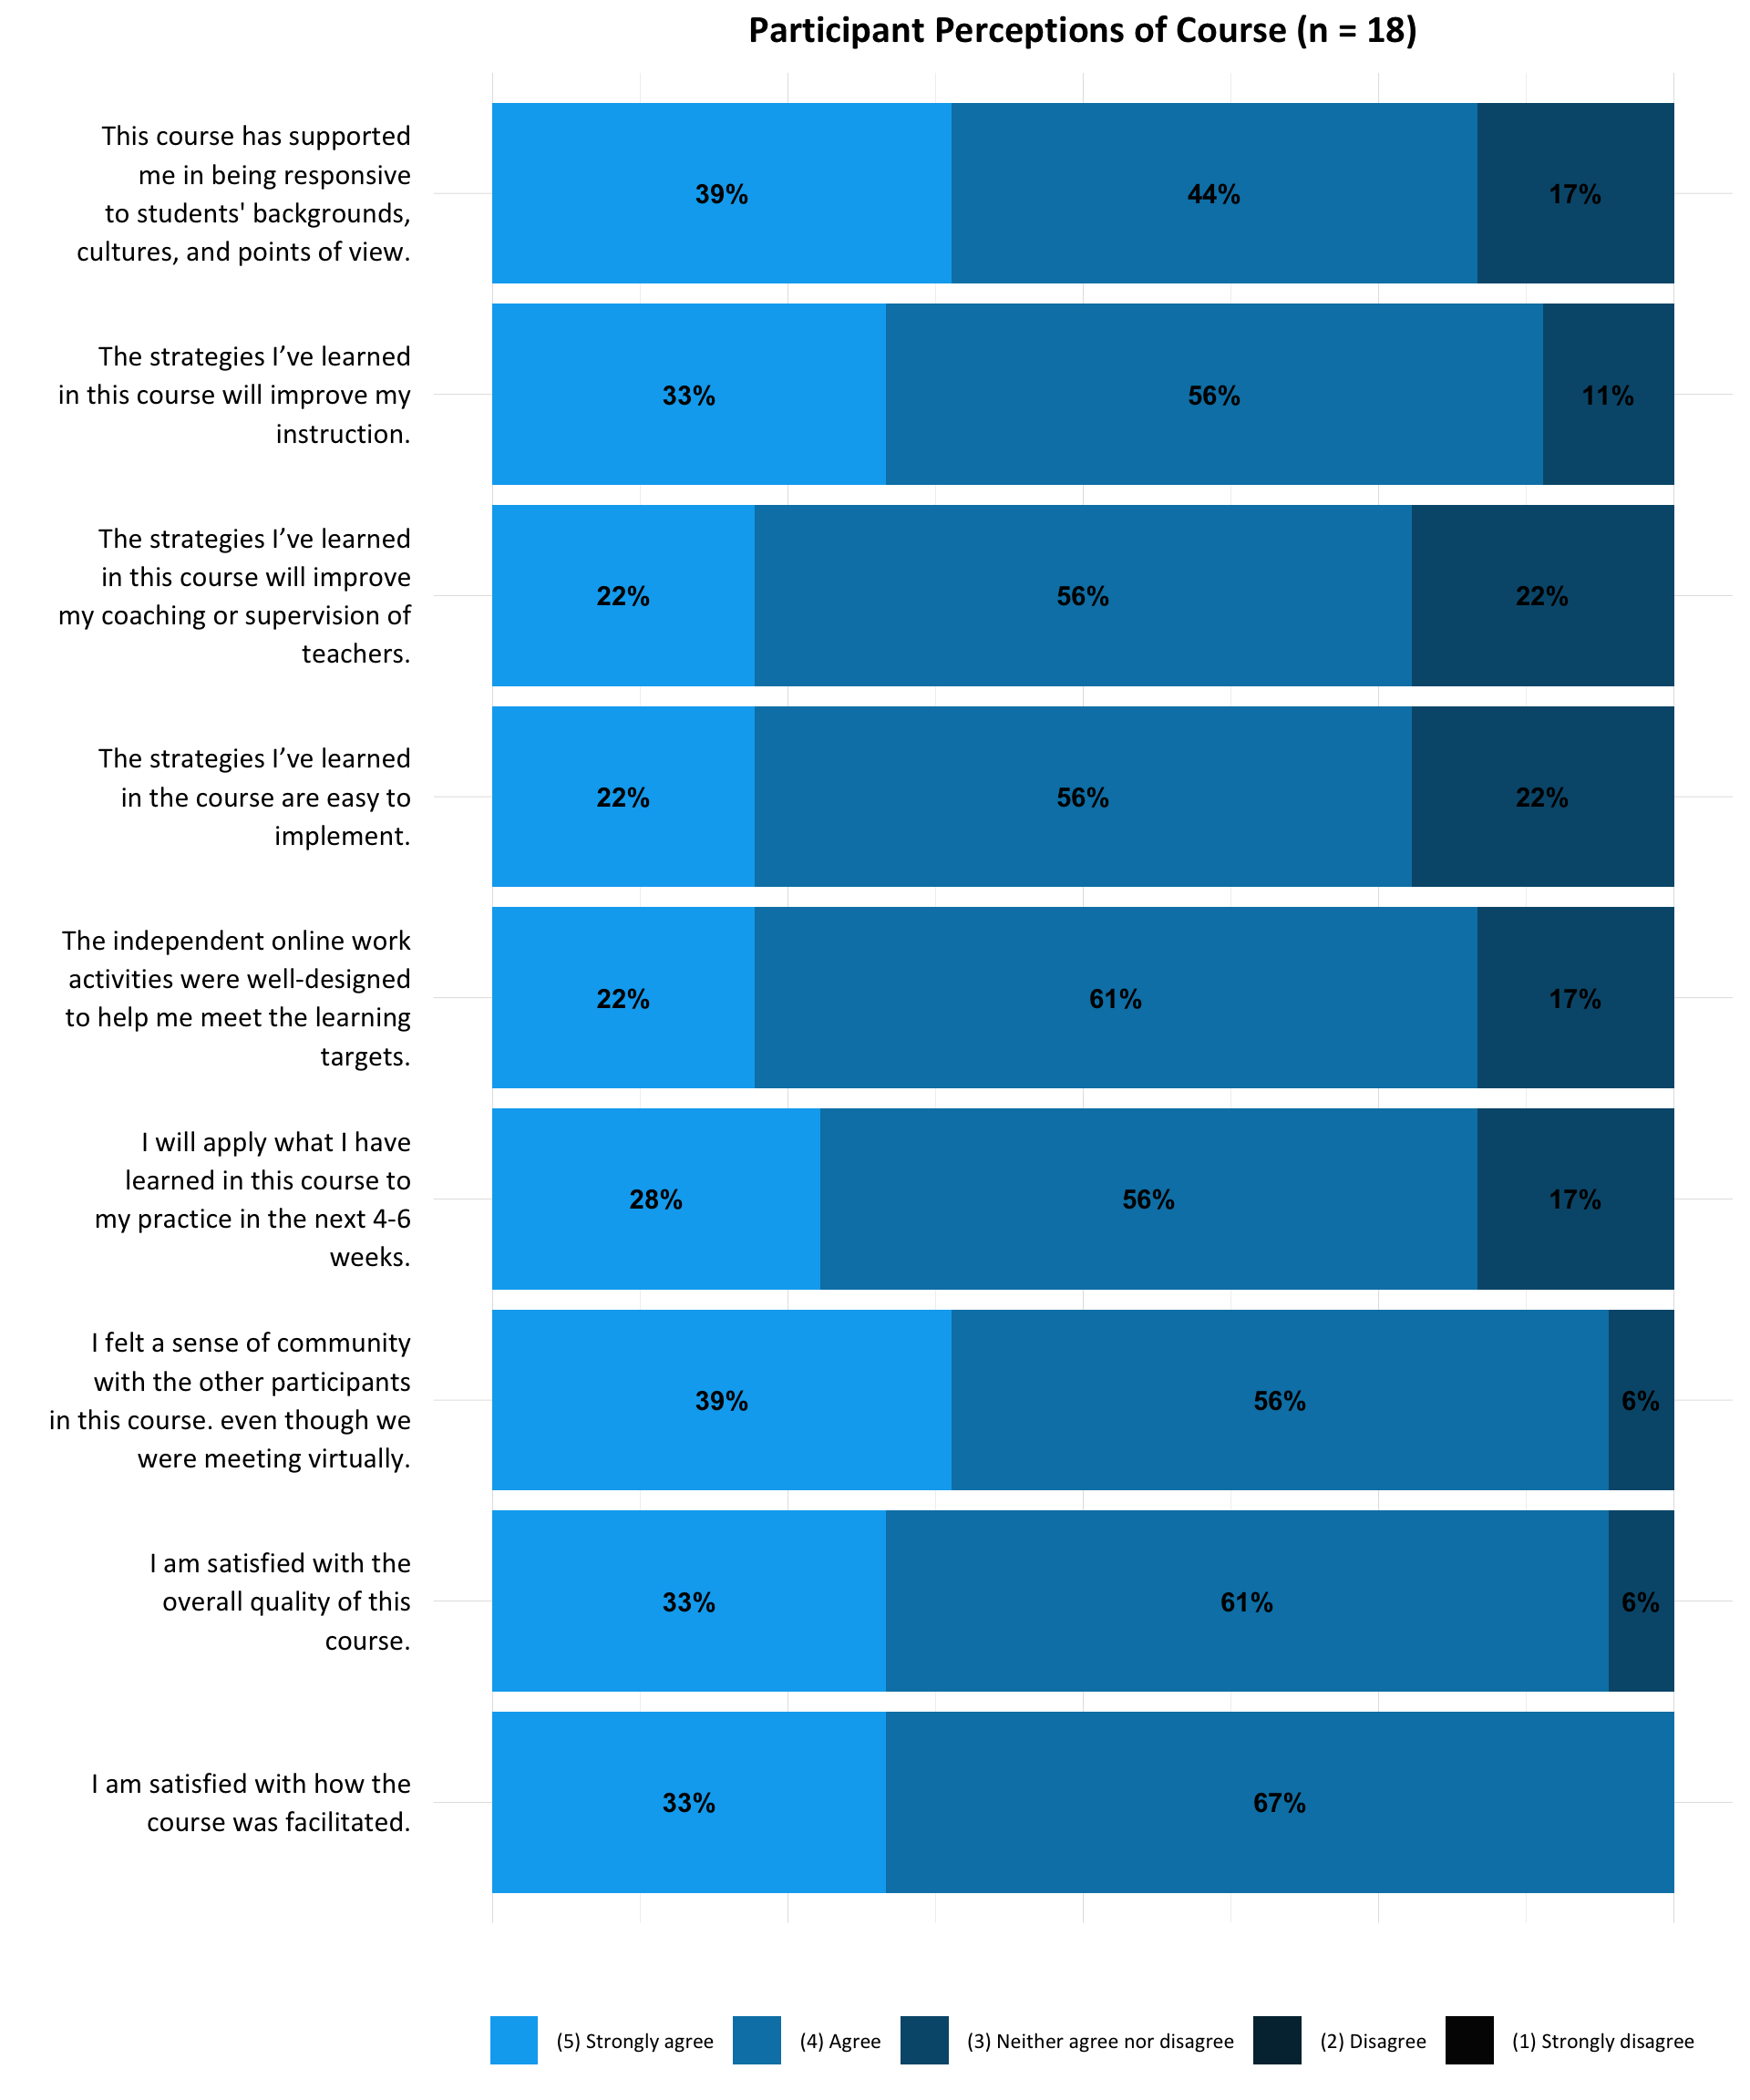 Participant Perceptions of Course (n = 18)
This course has supported
me in being responsive
to students' backgrounds,
cultures, and points of view.
39%
44%
17%
The strategies I’ve learned
in this course will improve my
instruction.
33%
56%
11%
The strategies I’ve learned
in this course will improve
my coaching or supervision of
teachers.
22%
56%
22%
The strategies I’ve learned
in the course are easy to
implement.
22%
56%
22%
The independent online work
activities were well-designed
to help me meet the learning
targets.
22%
61%
17%
I will apply what I have
learned in this course to
my practice in the next 4-6
weeks.
28%
56%
17%
I felt a sense of community
with the other participants
in this course. even though we
were meeting virtually.
39%
56%
6%
I am satisfied with the
overall quality of this
course.
33%
61%
6%
I am satisfied with how the
course was facilitated.
33%
67%
(5) Strongly agree
(4) Agree
(3) Neither agree nor disagree
(2) Disagree
(1) Strongly disagree